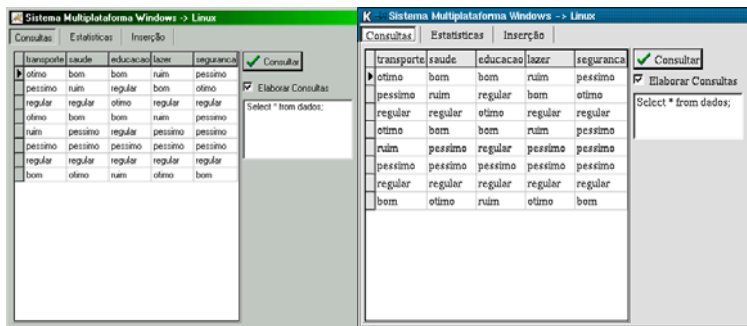 Sistema Multiplataforma Windows -> Linux
Consultas Estatísticas Inserção
transporte saude educacao lazer seguranca
otimo bom bom ruim pessimo
pessimo ruim regular bom otimo
regular regular otimo regular regular
otimo bom bom ruim pessimo
ruim pessimo regular pessimo pessimo
pessimo pessimo pessimo pessimo pessimo
regular regular regular regular regular
bom otimo ruim otimo bom
Consultar
Elaborar Consultas
Select * from dados;
K Sistema Multiplataforma Windows -> Linux
Consultas Estatísticas Inserção
transporte saude educacao lazer seguranca
otimo bom bom ruim pessimo
pessimo ruim regular bom otimo
regular regular otimo regular regular
otimo bom bom ruim pessimo
ruim pessimo regular pessimo pessimo
pessimo pessimo pessimo pessimo pessimo
regular regular regular regular regular
bom otimo ruim otimo bom
Consultar
Elaborar Consultas
Select * from dados;